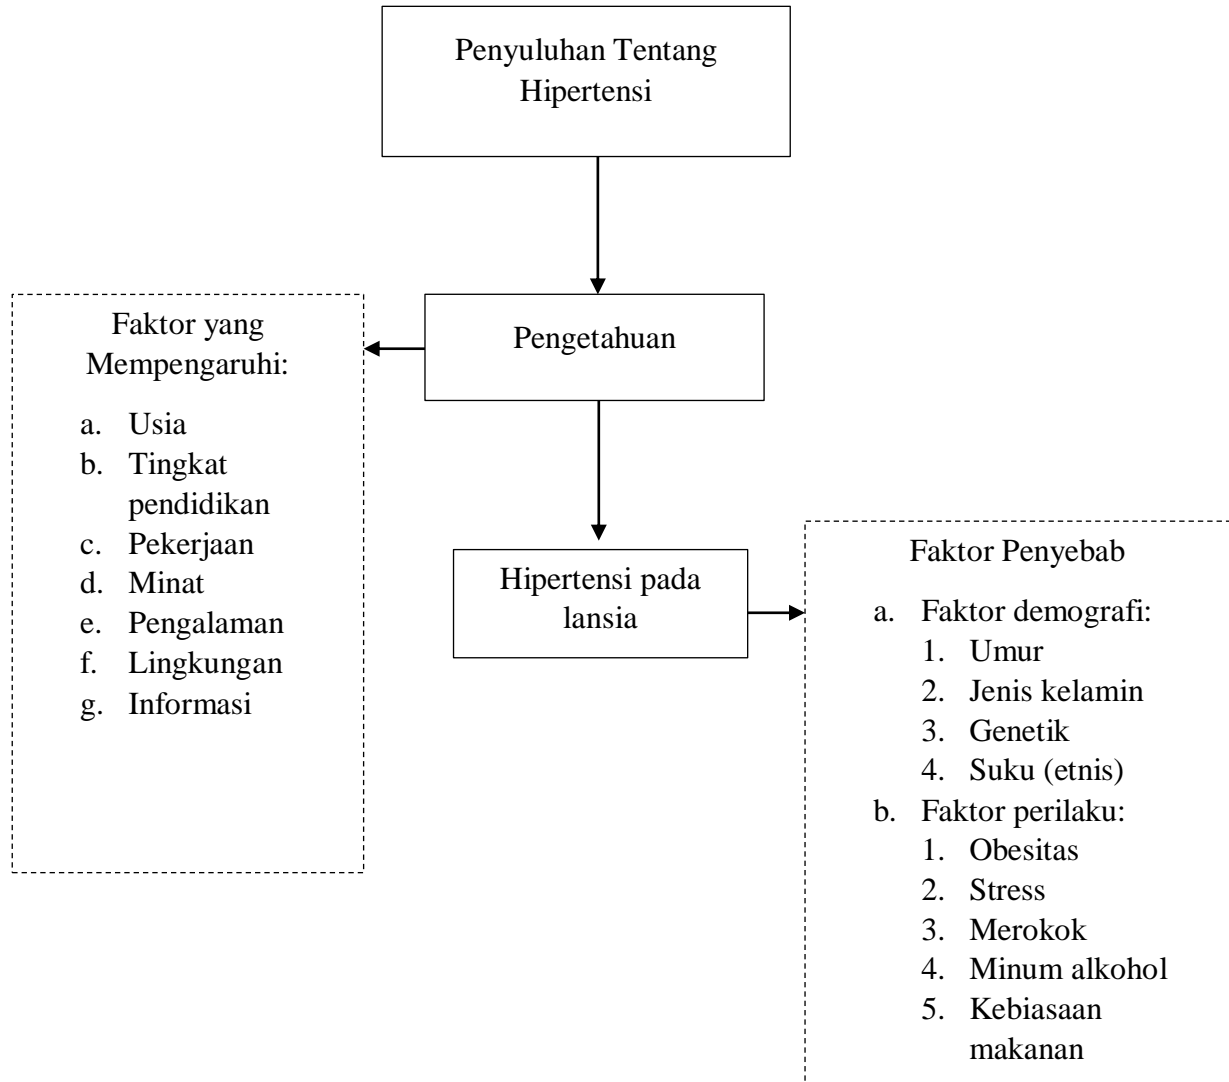 Penyuluhan Tentang
Hipertensi
Faktor yang
Mempengaruhi:
a. Usia
b. Tingkat
pendidikan
c. Pekerjaan
d. Minat
e. Pengalaman
f. Lingkungan
g. Informasi
Pengetahuan
Hipertensi pada
lansia
Faktor Penyebab
a. Faktor demografi:
1. Umur
2. Jenis kelamin
3. Genetik
4. Suku (etnis)
b. Faktor perilaku:
1. Obesitas
2. Stress
3. Merokok
4. Minum alkohol
5. Kebiasaan
makanan